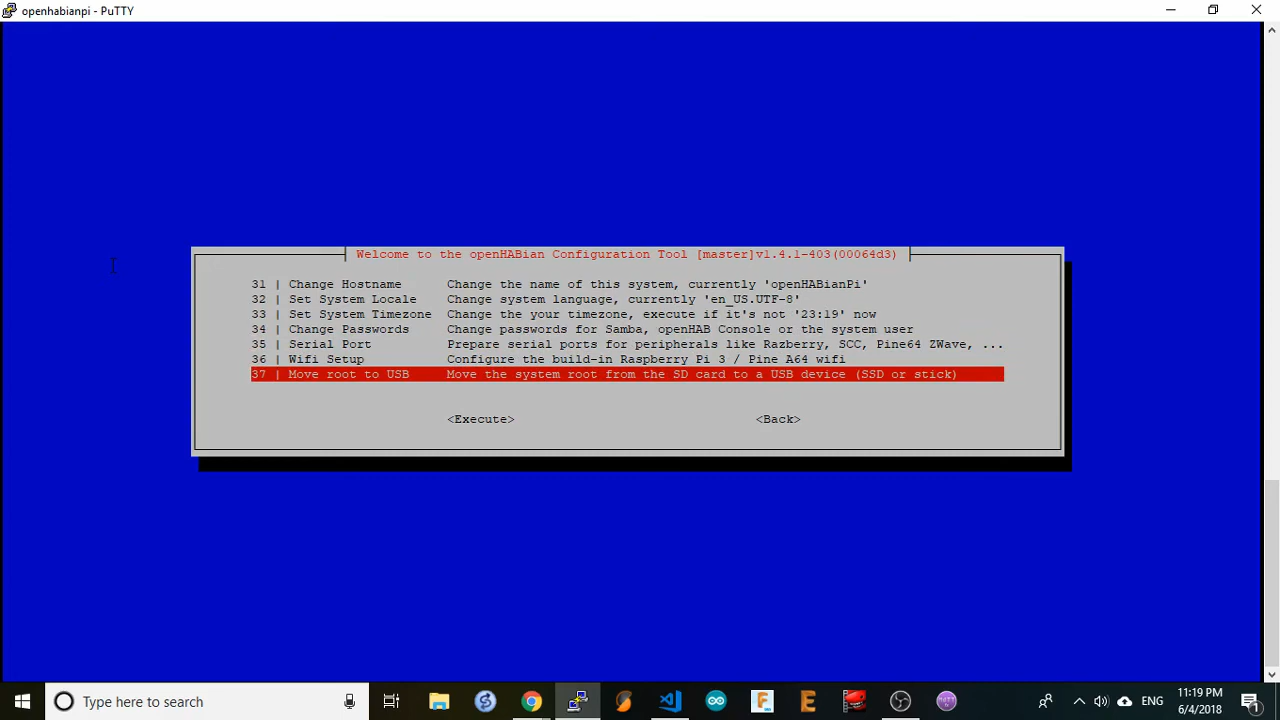 openhabianpi - PuTTY
Welcome to the openHABian Configuration Tool [master]v1.4.1-403(00064d3)
31 | Change Hostname Change the name of this system, currently 'openHABianPi'
32 | Set System Locale Change system language, currently 'en_US.UTF-8'
33 | Set System Timezone Change the your timezone, execute if it's not '23:19' now
34 | Change Passwords Change passwords for Samba, openHAB Console or the system user
35 | Serial Port Prepare serial ports for peripherals like Razberry, SCC, Pine64 ZWave, ...
36 | Wifi Setup Configure the build-in Raspberry Pi 3 / Pine A64 wifi
37 | Move root to USB Move the system root from the SD card to a USB device (SSD or stick)
<Execute> <Back>
Type here to search
ENG
11:19 PM
6/4/2018